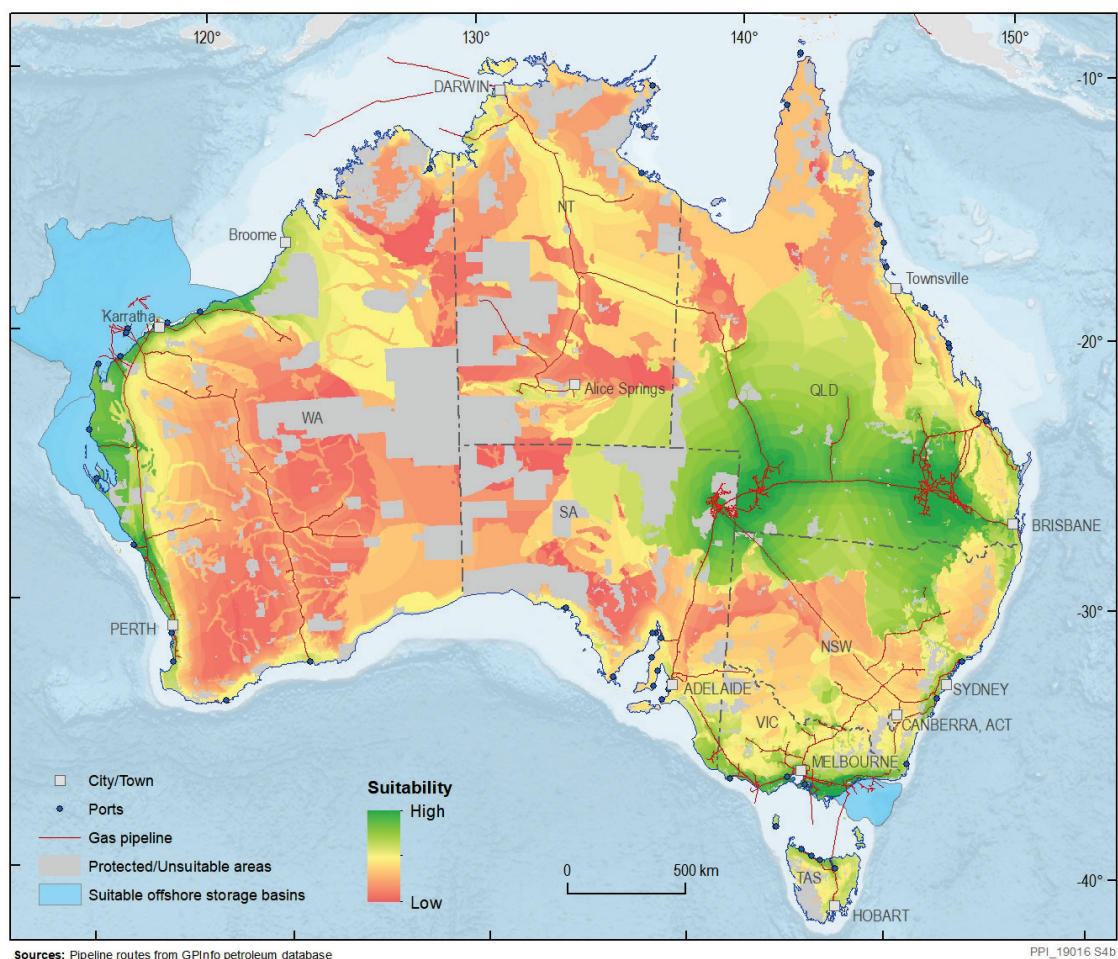 120°
130°
140°
150°
-10°
DARWIN
NT
Broome
Townsville
Karratha
-20°
Alice Springs
QLD
WA
SA
BRISBANE
-30°
PERTH
NSW
ADELAIDE
SYDNEY
VIC
CANBERRA, ACT
MELBOURNE
City/Town
Ports
Gas pipeline
Protected/Unsuitable areas
Suitable offshore storage basins
Suitability
High
Low
0 500 km
TAS
-40°
HOBART
Sources: Pipeline routes from GPInfo petroleum database
PPI_19016 S4b